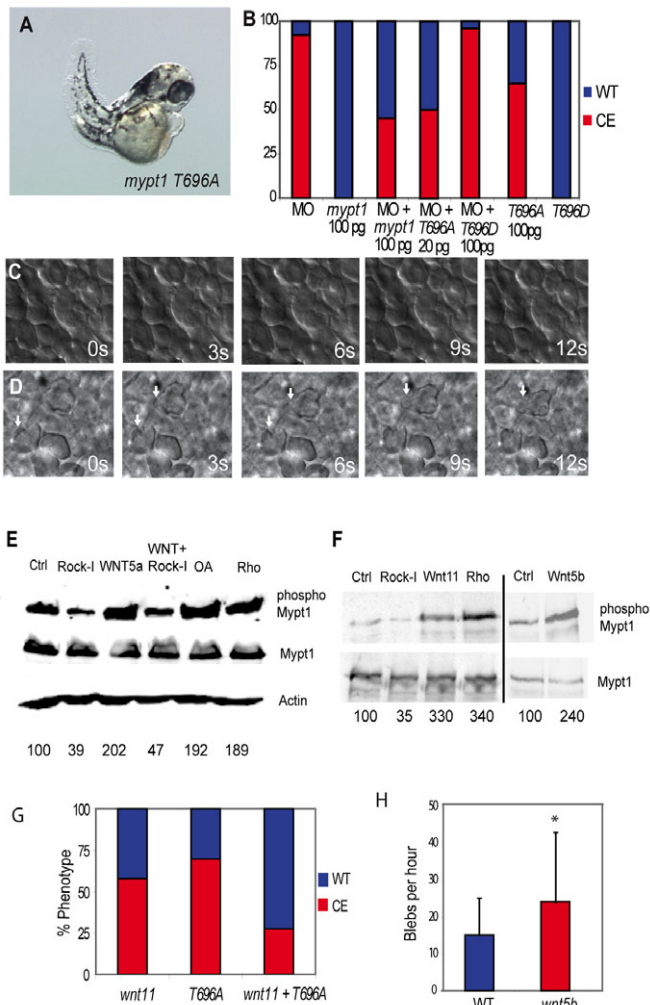 A
mypt1 T696A
B
100
75
50
25
0
WT
CE
MO
mypt1
100 pg
MO +
mypt1
100 pg
MO +
T696A
20 pg
MO +
T696D
100pg
T696A
100pg
T696D
C
0s
3s
6s
9s
12s
D
0s
3s
6s
9s
12s
E
Ctrl Rock-I WNT5a WNT+ Rock-I OA Rho
phospho
Mypt1
Mypt1
Actin
100 39 202 47 192 189
F
Ctrl Rock-I Wnt11 Rho Ctrl Wnt5b
phospho
Mypt1
Mypt1
100 35 330 340 100 240
G
% Phenotype
100
75
50
25
0
WT
CE
wnt11 T696A wnt11 + T696A
H
Blebs per hour
50
40
30
20
10
0
*
WT wnt5b